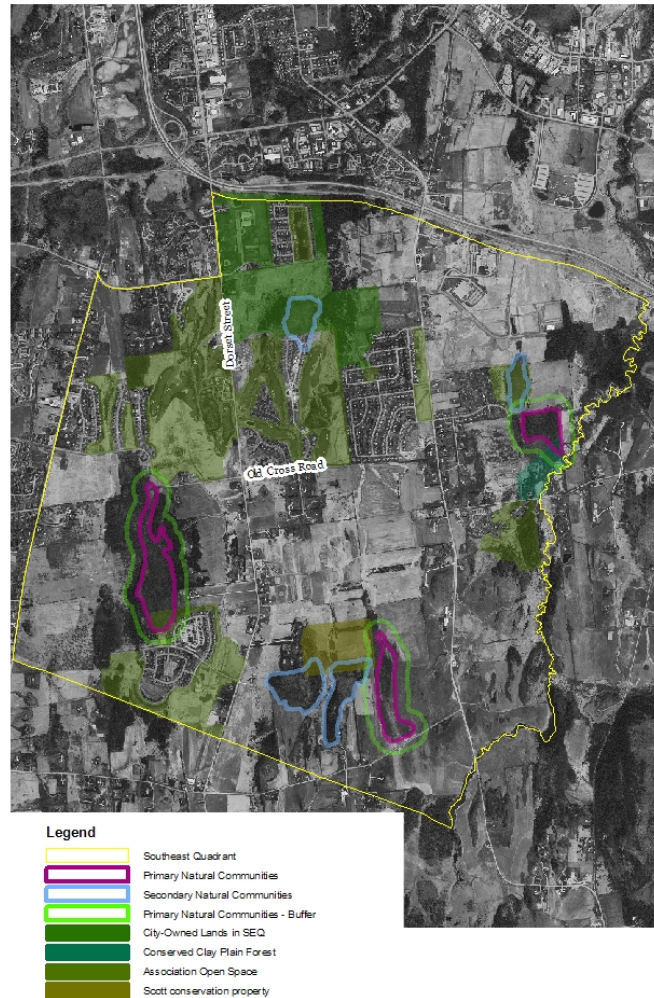 Dorset Street
Old Cross Road
Legend
Southeast Quadrant
Primary Natural Communities
Secondary Natural Communities
Primary Natural Communities - Buffer
City-Owned Lands in SEQ
Conserved Clay Plain Forest
Association Open Space
Scott conservation property